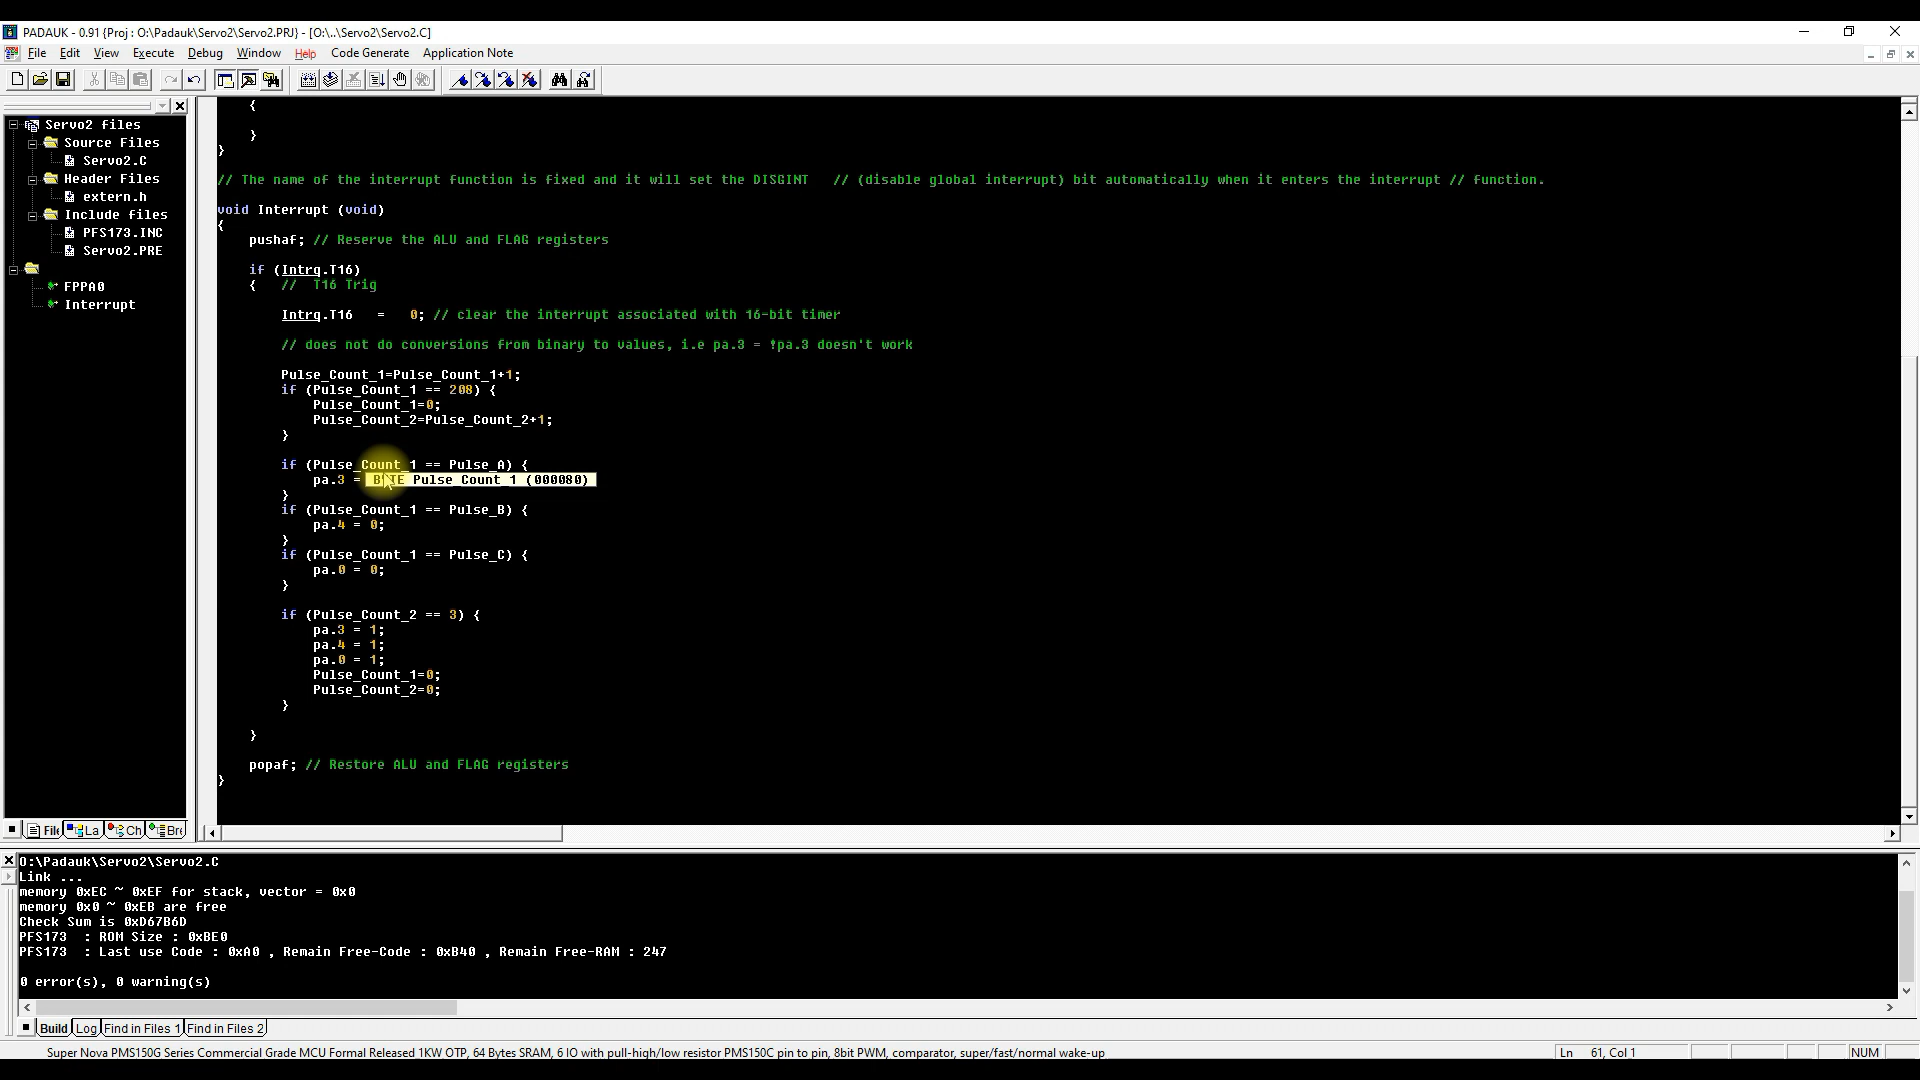 PADAUK - 0.91 {Proj : O:\Padauk\Servo2\Servo2.PRJ} - [O:\..\Servo2\Servo2.C]
File Edit View Execute Debug Window Help Code Generate Application Note
Servo2 files
Source Files
Servo2.C
Header Files
extern.h
Include files
PFS173.INC
Servo2.PRE
FPPA0
Interrupt
File La Ch Bre
{
}
}
// The name of the interrupt function is fixed and it will set the DISGINT // (disable global interrupt) bit automatically when it enters the interrupt // function.
void Interrupt (void)
{
pushaf; // Reserve the ALU and FLAG registers
if (Intrq.T16)
{ // T16 Trig
Intrq.T16 = 0; // clear the interrupt associated with 16-bit timer
// does not do conversions from binary to values, i.e pa.3 = !pa.3 doesn't work
Pulse_Count_1=Pulse_Count_1+1;
if (Pulse_Count_1 == 208) {
Pulse_Count_1=0;
Pulse_Count_2=Pulse_Count_2+1;
}
if (Pulse_Count_1 == Pulse_A) {
pa.3 = BYTE Pulse_Count_1 (000080)
}
if (Pulse_Count_1 == Pulse_B) {
pa.4 = 0;
}
if (Pulse_Count_1 == Pulse_C) {
pa.0 = 0;
}
if (Pulse_Count_2 == 3) {
pa.3 = 1;
pa.4 = 1;
pa.0 = 1;
Pulse_Count_1=0;
Pulse_Count_2=0;
}
}
popaf; // Restore ALU and FLAG registers
}
O:\Padauk\Servo2\Servo2.C
Link ...
memory 0xEC ~ 0xEF for stack, vector = 0x0
memory 0x0 ~ 0xEB are free
Check Sum is 0xD67B6D
PFS173 : ROM Size : 0xBE0
PFS173 : Last use Code : 0xA0 , Remain Free-Code : 0xB40 , Remain Free-RAM : 247
0 error(s), 0 warning(s)
Build Log Find in Files 1 Find in Files 2
Super Nova PMS150G Series Commercial Grade MCU Formal Released 1KW OTP, 64 Bytes SRAM, 6 IO with pull-high/low resistor PMS150C pin to pin, 8bit PWM, comparator, super/fast/normal wake-up
Ln 61, Col 1 NUM